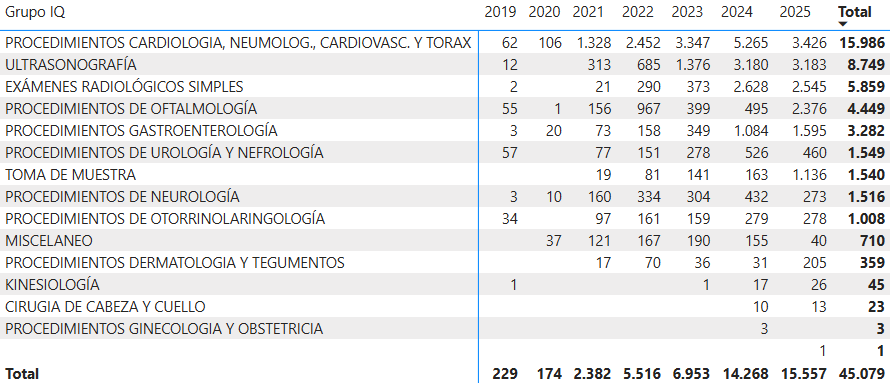 Grupo IQ 2019 2020 2021 2022 2023 2024 2025 Total
PROCEDIMIENTOS CARDIOLOGIA, NEUMOLOG., CARDIOVASC. Y TORAX 62 106 1.328 2.452 3.347 5.265 3.426 15.986
ULTRASONOGRAFÍA 12 313 685 1.376 3.180 3.183 8.749
EXÁMENES RADIOLÓGICOS SIMPLES 2 21 290 373 2.628 2.545 5.859
PROCEDIMIENTOS DE OFTALMOLOGÍA 55 1 156 967 399 495 2.376 4.449
PROCEDIMIENTOS GASTROENTEROLOGÍA 3 20 73 158 349 1.084 1.595 3.282
PROCEDIMIENTOS DE UROLOGÍA Y NEFROLOGÍA 57 77 151 278 526 460 1.549
TOMA DE MUESTRA 19 81 141 163 1.136 1.540
PROCEDIMIENTOS DE NEUROLOGÍA 3 10 160 334 304 432 273 1.516
PROCEDIMIENTOS DE OTORRINOLARINGOLOGÍA 34 97 161 159 279 278 1.008
MISCELANEO 37 121 167 190 155 40 710
PROCEDIMIENTOS DERMATOLOGIA Y TEGUMENTOS 17 70 36 31 205 359
KINESIOLOGÍA 1 1 17 26 45
CIRUGIA DE CABEZA Y CUELLO 10 13 23
PROCEDIMIENTOS GINECOLOGIA Y OBSTETRICIA 3 3
1 1
Total 229 174 2.382 5.516 6.953 14.268 15.557 45.079